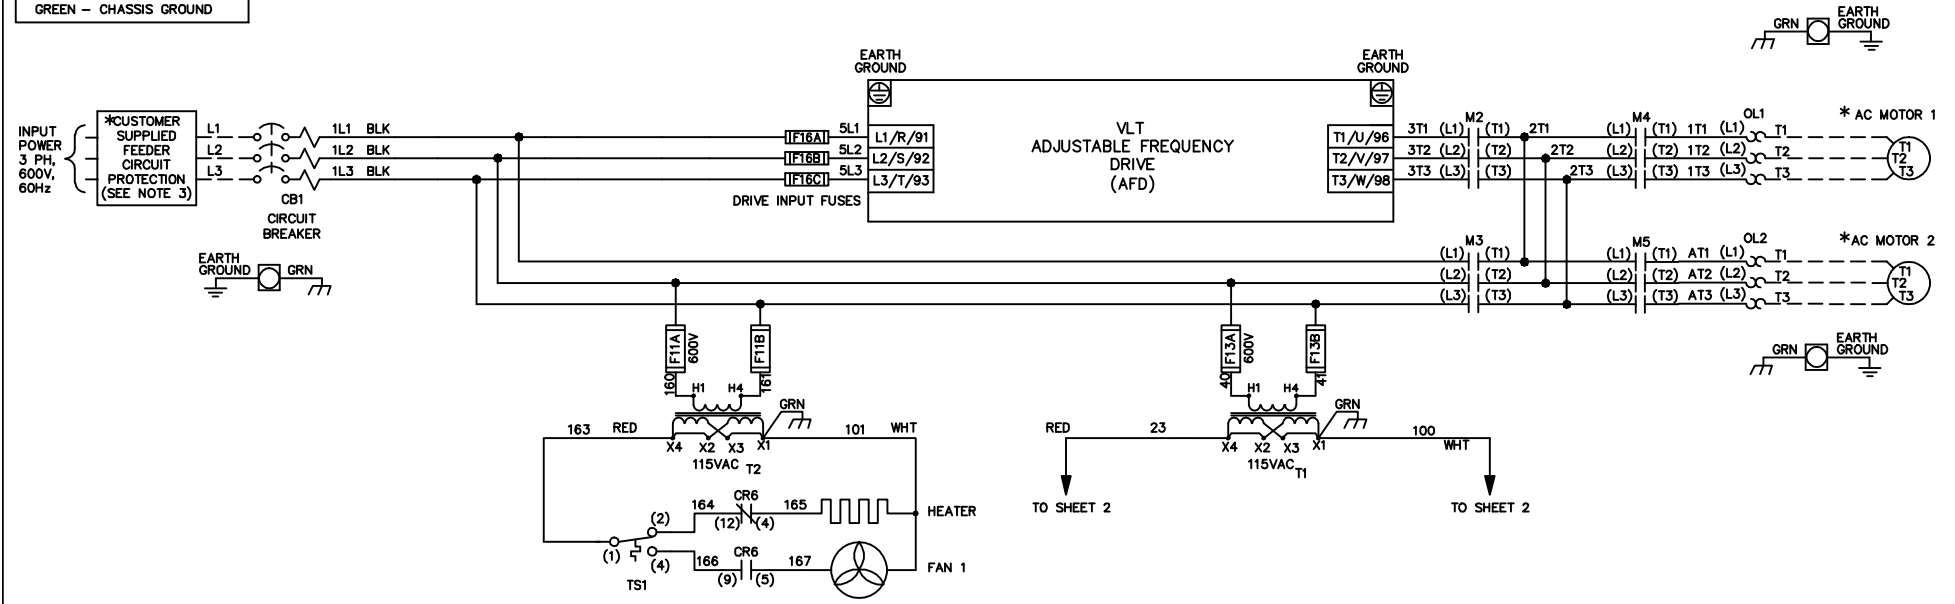 GREEN – CHASSIS GROUND
GRN
EARTH
GROUND
EARTH
GROUND
EARTH
GROUND
INPUT
POWER
3 PH,
600V,
60Hz
*CUSTOMER
SUPPLIED
FEEDER
CIRCUIT
PROTECTION
(SEE NOTE 3)
L1
L2
L3
CB1
CIRCUIT
BREAKER
1L1 BLK
1L2 BLK
1L3 BLK
F16A
F16B
F16C
DRIVE INPUT FUSES
5L1
5L2
5L3
L1/R/91
L2/S/92
L3/T/93
VLT
ADJUSTABLE FREQUENCY
DRIVE
(AFD)
T1/U/96
T2/V/97
T3/W/98
M2
3T1 (L1) (T1)
3T2 (L2) (T2)
3T3 (L3) (T3)
2T1
2T2
2T3
M4
(L1) (T1) 1T1 (L1)
(L2) (T2) 1T2 (L2)
(L3) (T3) 1T3 (L3)
OL1
T1
T2
T3
* AC MOTOR 1
T1
T2
T3
EARTH
GROUND
GRN
M3
(L1) (T1)
(L2) (T2)
(L3) (T3)
M5
(L1) (T1) AT1 (L1)
(L2) (T2) AT2 (L2)
(L3) (T3) AT3 (L3)
OL2
T1
T2
T3
*AC MOTOR 2
T1
T2
T3
GRN
EARTH
GROUND
F11A
600V
F11B
160
161
H1 H4
GRN
163 RED
X4 X2 X3 X1
101 WHT
115VAC T2
F13A
600V
F13B
40
41
H1 H4
GRN
RED 23
X4 X2 X3 X1
100
WHT
115VAC T1
TO SHEET 2
TO SHEET 2
164 CR6 165
(12) (4)
HEATER
(2)
(1)
(4)
TS1
166 CR6 167
(9) (5)
FAN 1